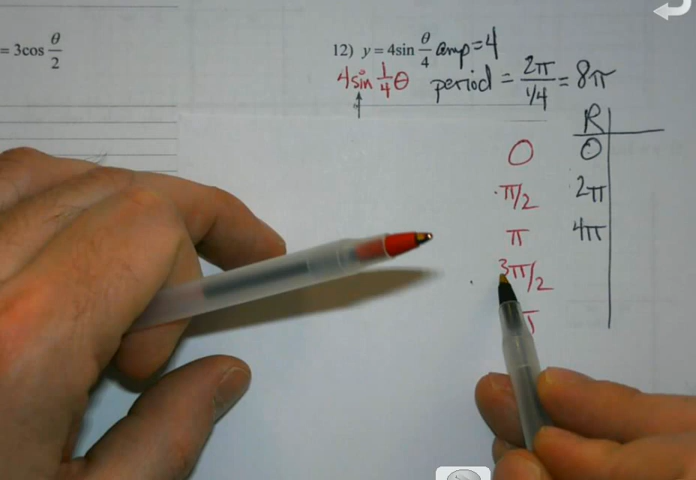 = 3cos θ/2
12) y = 4sin θ/4 amp = 4
4sin 1/4 θ period = 2π / 1/4 = 8π
R
0 0
π/2 2π
π 4π
3π/2
π